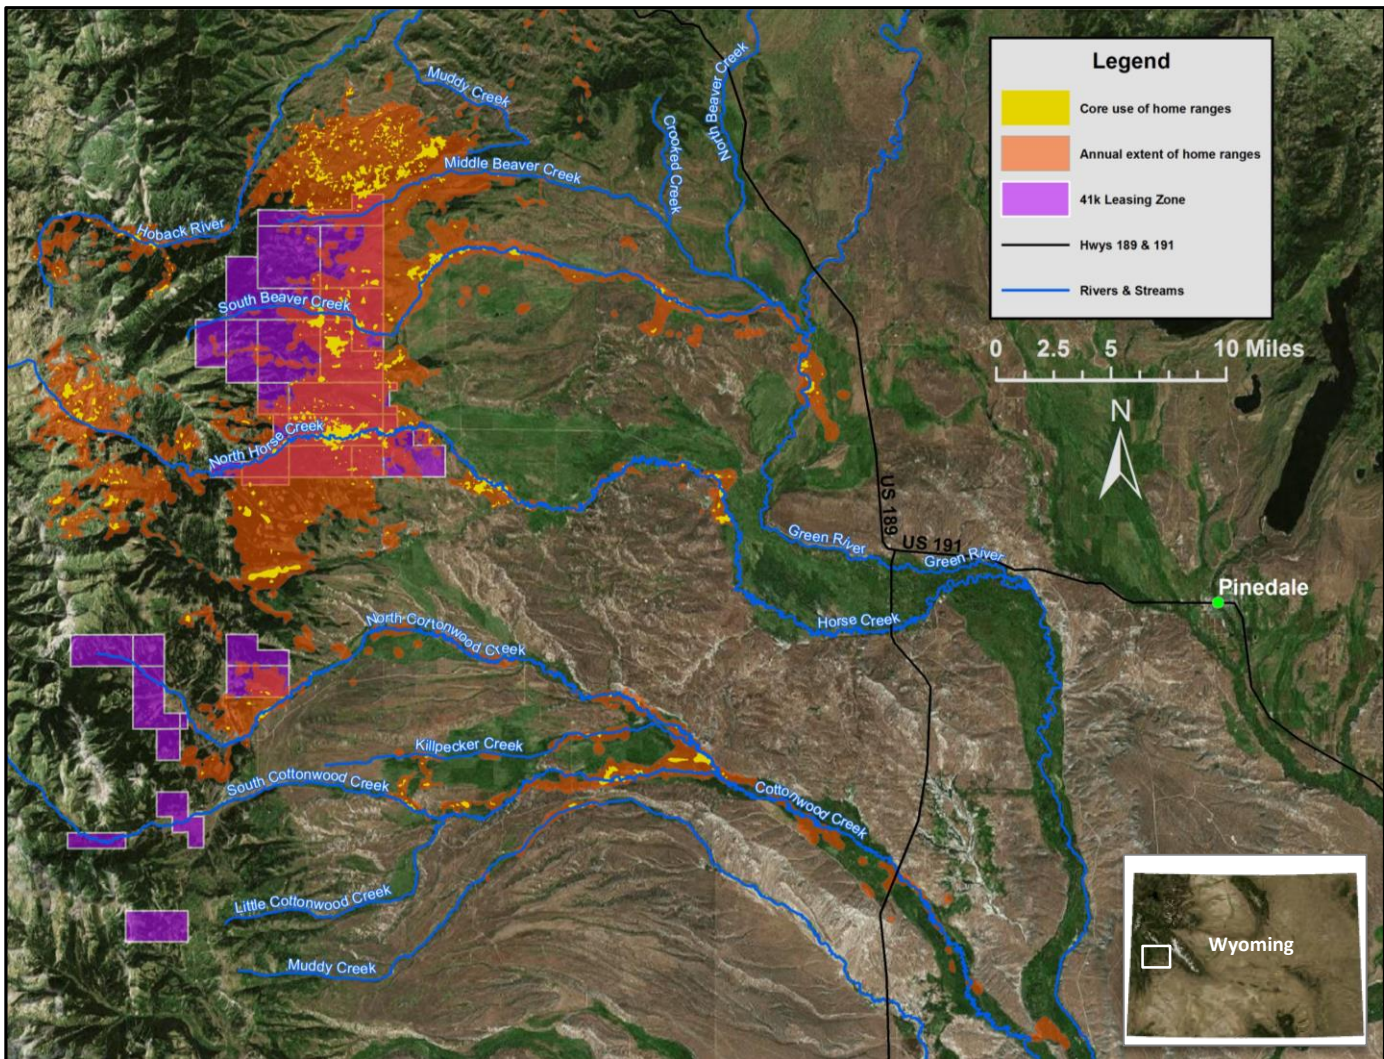 Legend
Core use of home ranges
Annual extent of home ranges
41k Leasing Zone
Hwys 189 & 191
Rivers & Streams
0 2.5 5 10 Miles
N
Muddy Creek
North Beaver Creek
Crooked Creek
Middle Beaver Creek
Hoback River
South Beaver Creek
North Horse Creek
US 189
US 191
Green River
Green River
Pinedale
Horse Creek
North Cottonwood Creek
Killpecker Creek
South Cottonwood Creek
Cottonwood Creek
Little Cottonwood Creek
Muddy Creek
Wyoming